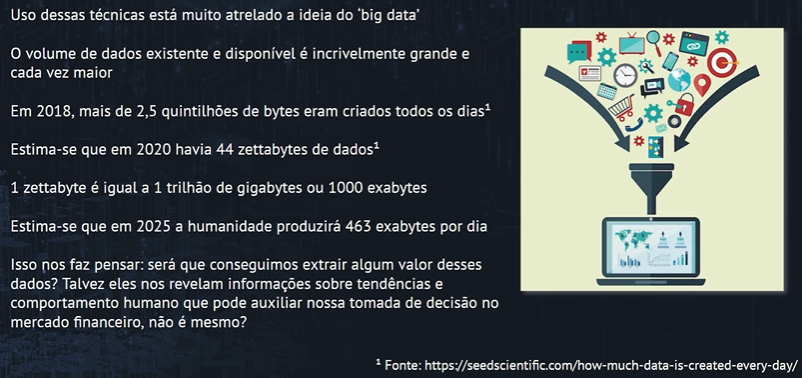 Uso dessas técnicas está muito atrelado a ideia do ‘big data’
O volume de dados existente e disponível é incrivelmente grande e
cada vez maior
Em 2018, mais de 2,5 quintilhões de bytes eram criados todos os dias¹
Estima-se que em 2020 havia 44 zettabytes de dados¹
1 zettabyte é igual a 1 trilhão de gigabytes ou 1000 exabytes
Estima-se que em 2025 a humanidade produzirá 463 exabytes por dia
Isso nos faz pensar: será que conseguimos extrair algum valor desses
dados? Talvez eles nos revelam informações sobre tendências e
comportamento humano que pode auxiliar nossa tomada de decisão no
mercado financeiro, não é mesmo?
¹ Fonte: https://seedscientific.com/how-much-data-is-created-every-day/